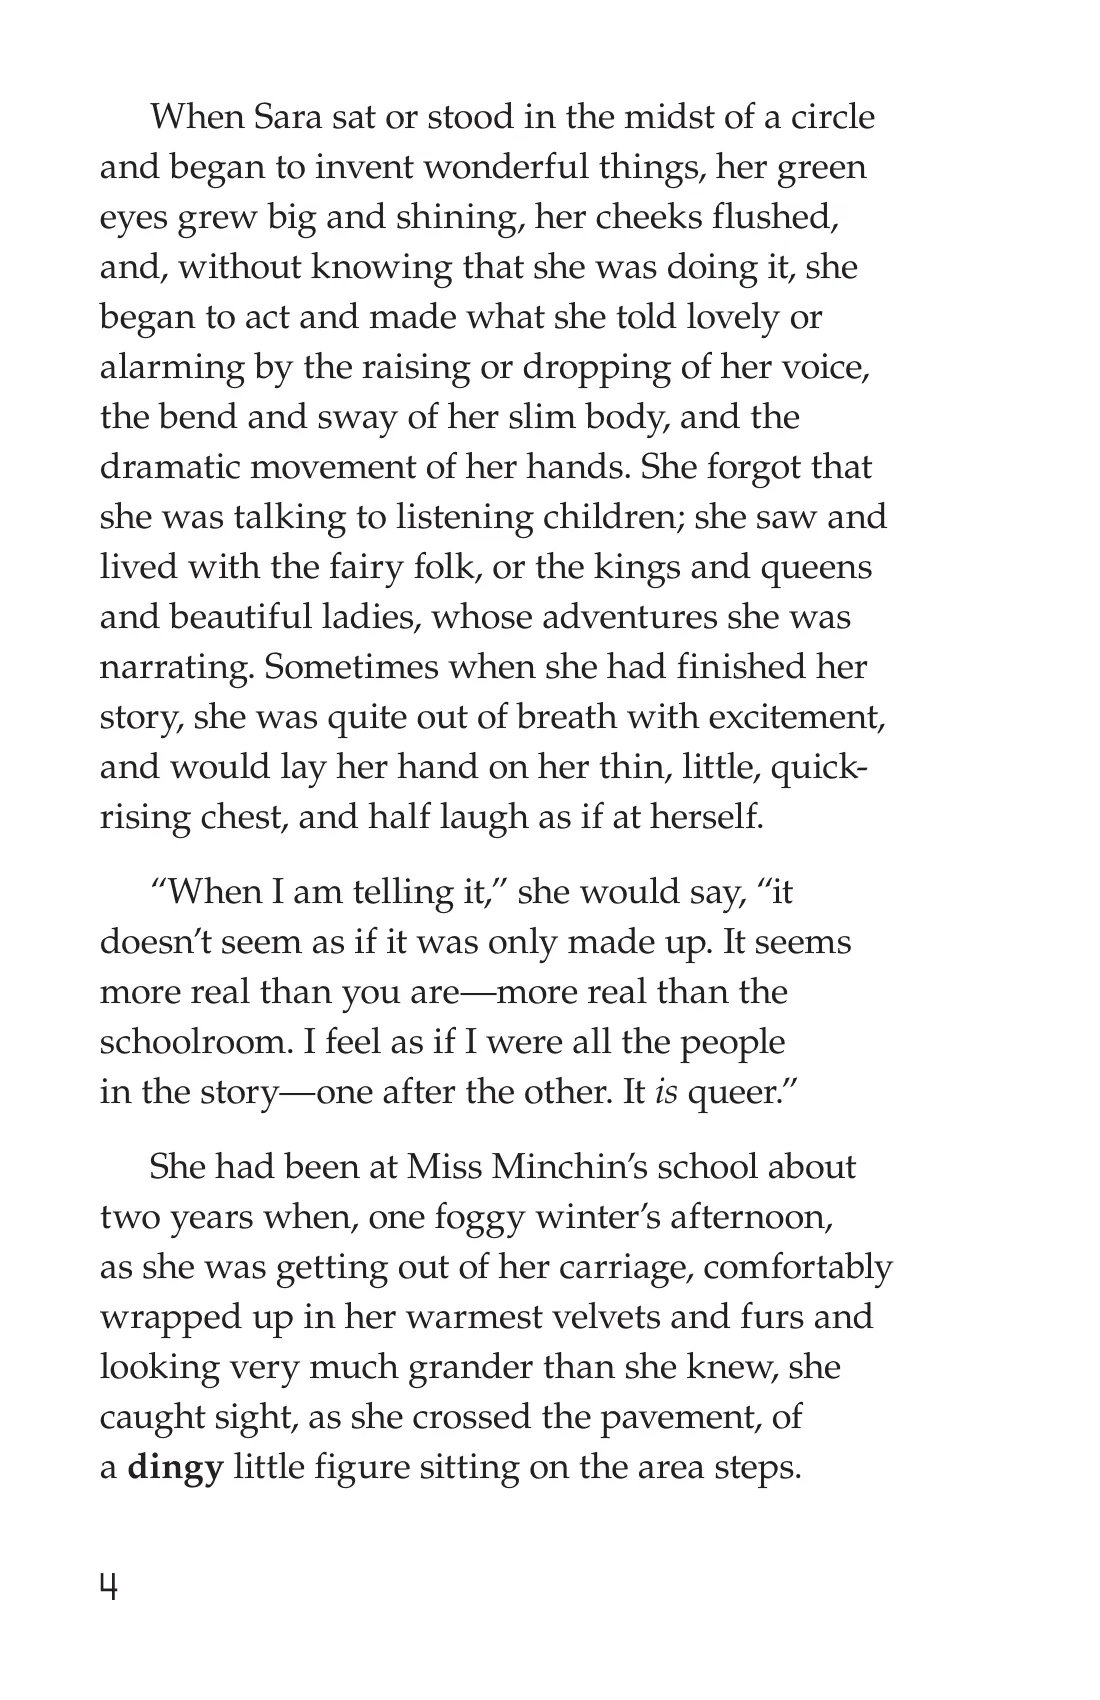 When Sara sat or stood in the midst of a circle
and began to invent wonderful things, her green
eyes grew big and shining, her cheeks flushed,
and, without knowing that she was doing it, she
began to act and made what she told lovely or
alarming by the raising or dropping of her voice,
the bend and sway of her slim body, and the
dramatic movement of her hands. She forgot that
she was talking to listening children; she saw and
lived with the fairy folk, or the kings and queens
and beautiful ladies, whose adventures she was
narrating. Sometimes when she had finished her
story, she was quite out of breath with excitement,
and would lay her hand on her thin, little, quick-
rising chest, and half laugh as if at herself.
“When I am telling it,” she would say, “it
doesn’t seem as if it was only made up. It seems
more real than you are—more real than the
schoolroom. I feel as if I were all the people
in the story—one after the other. It is queer.”
She had been at Miss Minchin’s school about
two years when, one foggy winter’s afternoon,
as she was getting out of her carriage, comfortably
wrapped up in her warmest velvets and furs and
looking very much grander than she knew, she
caught sight, as she crossed the pavement, of
a dingy little figure sitting on the area steps.
4